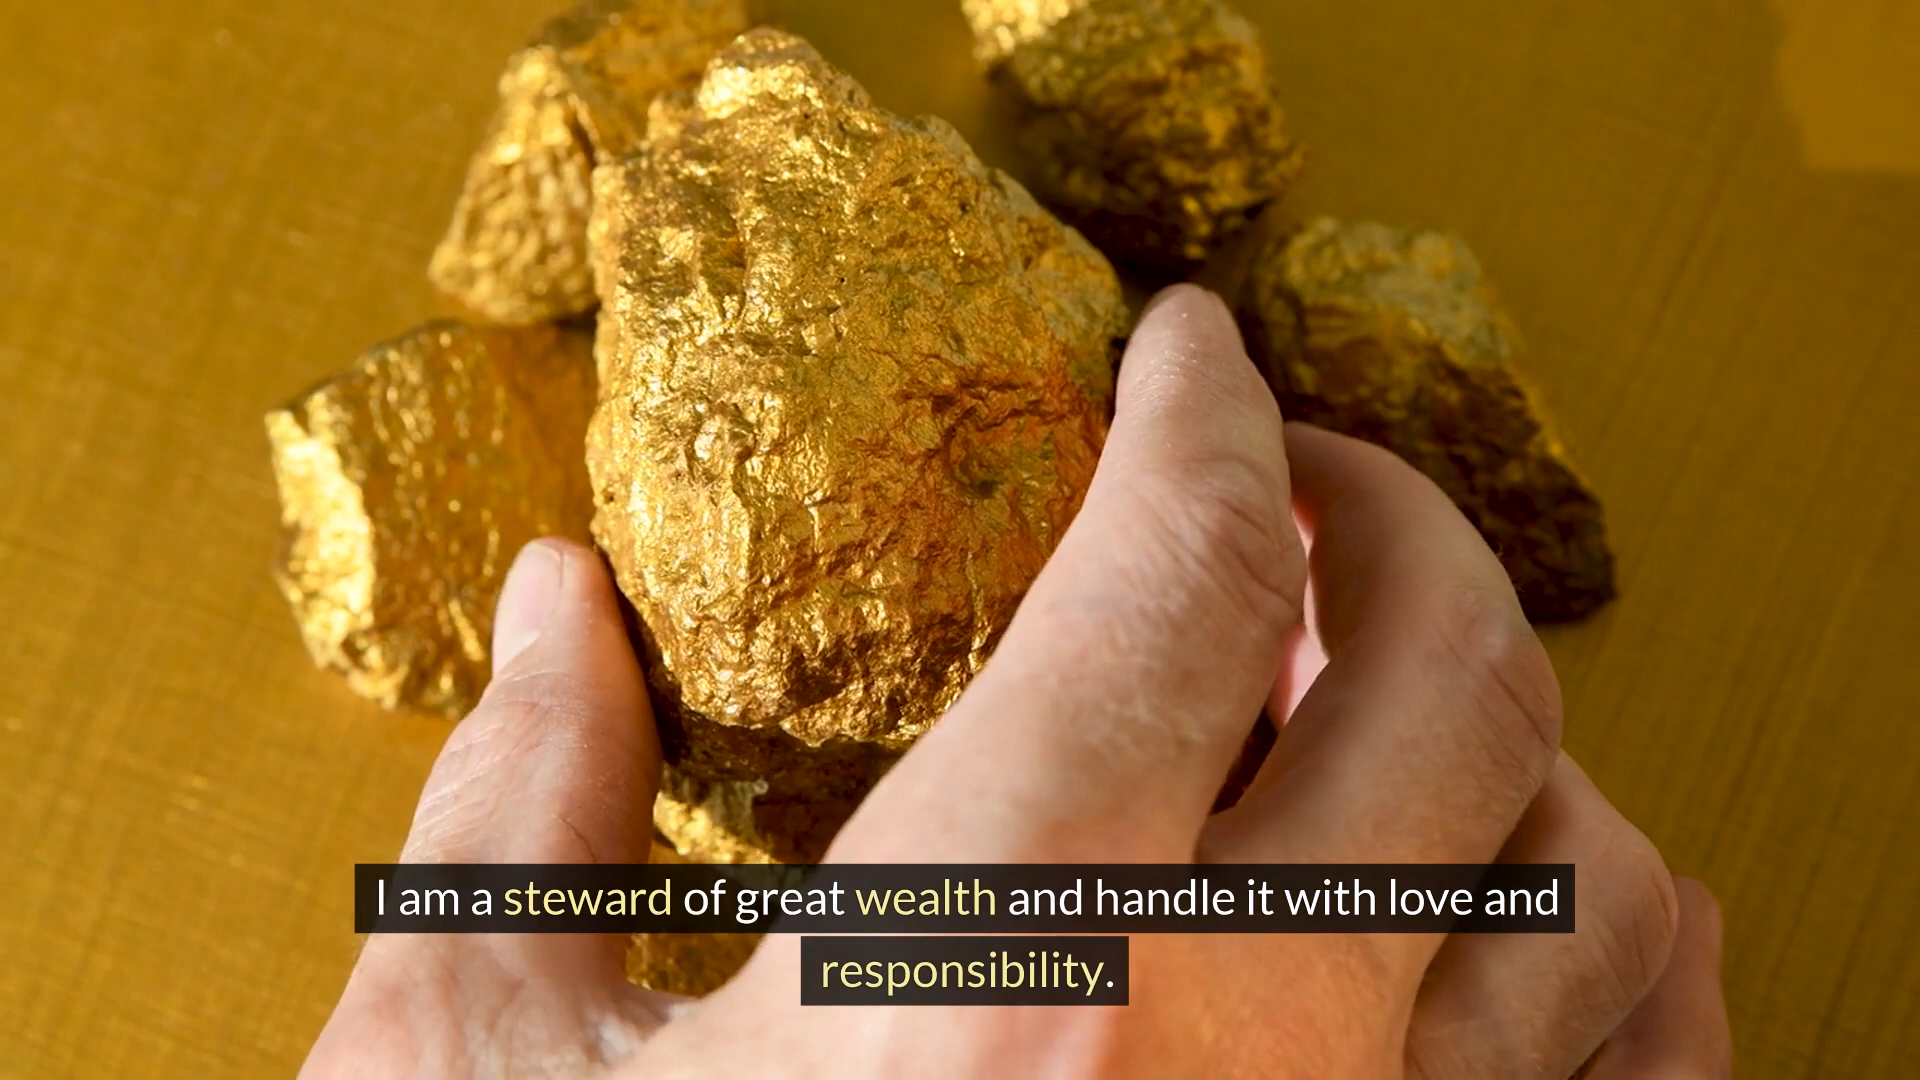 I am a steward of great wealth and handle it with love and
responsibility.